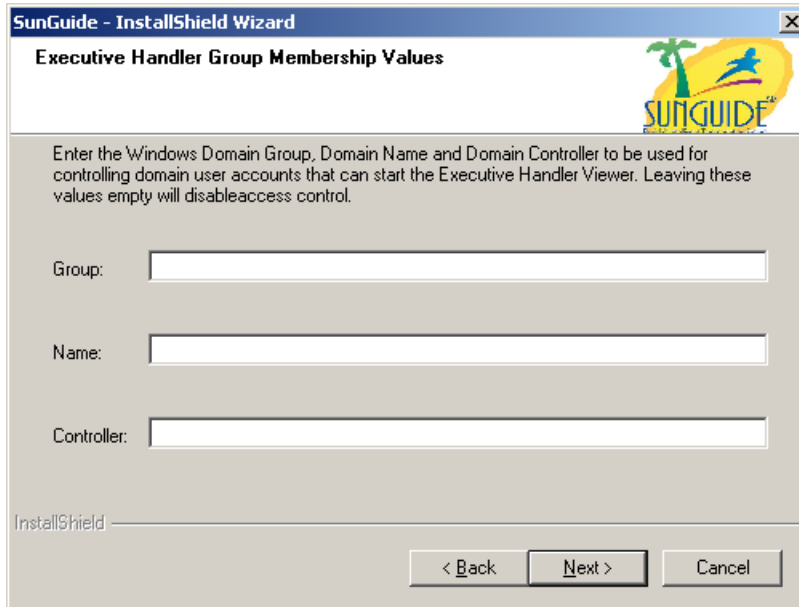 SunGuide - InstallShield Wizard
Executive Handler Group Membership Values
SUNGUIDE
SM
Enter the Windows Domain Group, Domain Name and Domain Controller to be used for
controlling domain user accounts that can start the Executive Handler Viewer. Leaving these
values empty will disableaccess control.
Group:
Name:
Controller:
InstallShield
< Back
Next >
Cancel